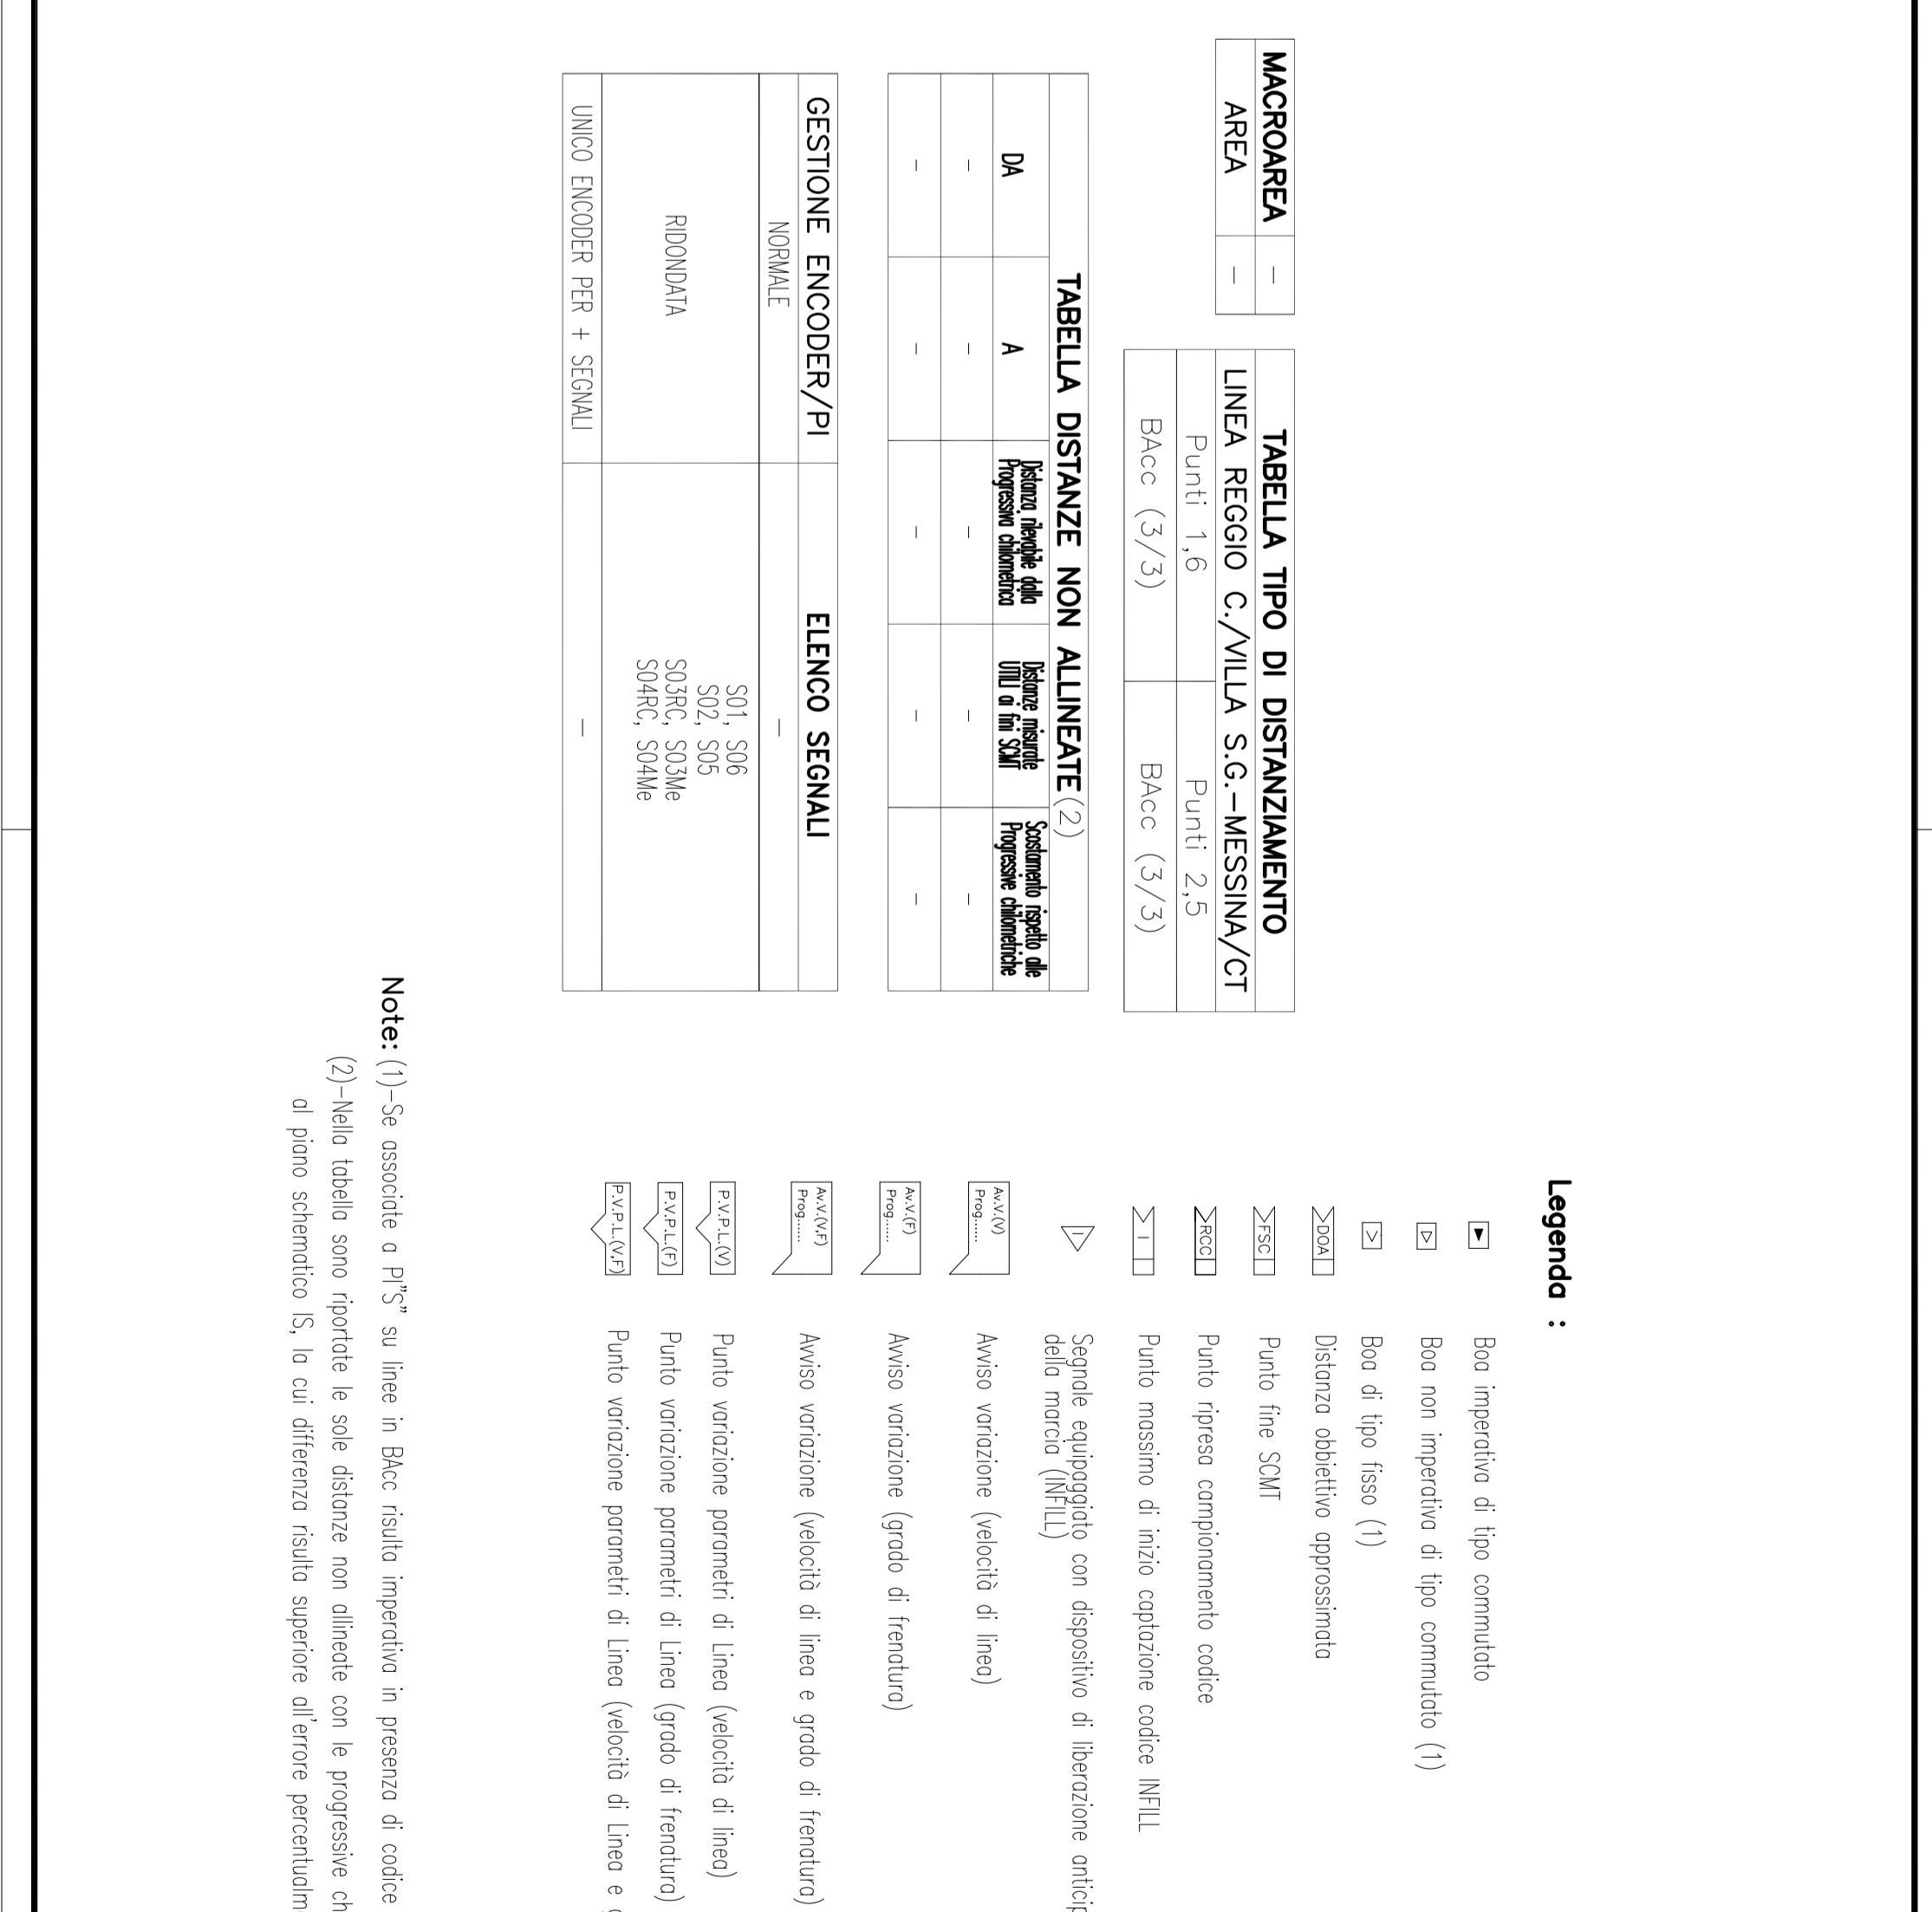 MACROAREA –
AREA –
TABELLA TIPO DI DISTANZIAMENTO
LINEA REGGIO C./VILLA S.G.–MESSINA/CT
Punti 1,6 Punti 2,5
BAcc (3/3) BAcc (3/3)
TABELLA DISTANZE NON ALLINEATE(2)
DA
A
Distanza rilevabile dalla
Progressiva chilometrica
Distanze misurate
UTILI ai fini SCMT
Scostamento rispetto alle
Progressive chilometriche
– – – – –
– – – – –
GESTIONE ENCODER/PI ELENCO SEGNALI
NORMALE –
RIDONDATA
S01, S06
S02, S05
S03RC, S03Me
S04RC, S04Me
UNICO ENCODER PER + SEGNALI –
Legenda :
Boa imperativa di tipo commutato
Boa non imperativa di tipo commutato (1)
Boa di tipo fisso (1)
DOA Distanza obbiettivo approssimata
FSC Punto fine SCMT
RCC Punto ripresa campionamento codice
I Punto massimo di inizio captazione codice INFILL
I Segnale equipaggiato con dispositivo di liberazione
della marcia (INFILL)
Av.V.(V)
Prog.....
Avviso variazione (velocità di linea)
Av.V.(F)
Prog.....
Avviso variazione (grado di frenatura)
Av.V.(V,F)
Prog.....
Avviso variazione (velocità di linea e grado di frenatura)
P.V.P.L.(V) Punto variazione parametri di Linea (velocità di linea)
P.V.P.L.(F) Punto variazione parametri di Linea (grado di frenatura)
P.V.P.L.(V,F) Punto variazione parametri di Linea (velocità di Linea e
Note: (1)–Se associate a PI"S" su linee in BAcc risulta imperativa in presenza di codice
(2)–Nella tabella sono riportate le sole distanze non allineate con le progressive
al piano schematico IS, la cui differenza risulta superiore all'errore